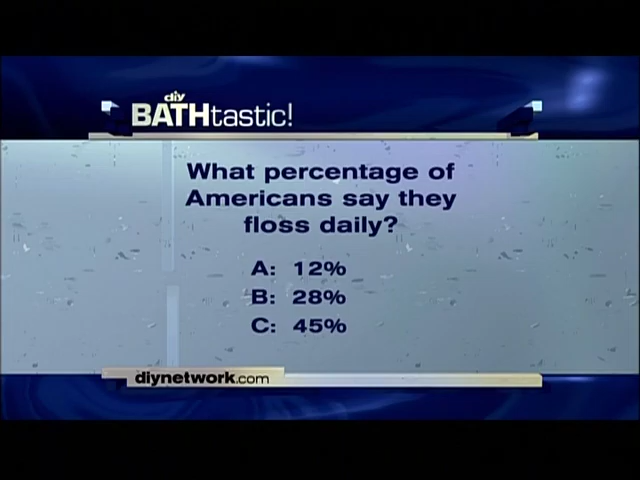 diy
BATHtastic!
What percentage of
Americans say they
floss daily?
A: 12%
B: 28%
C: 45%
diynetwork.com